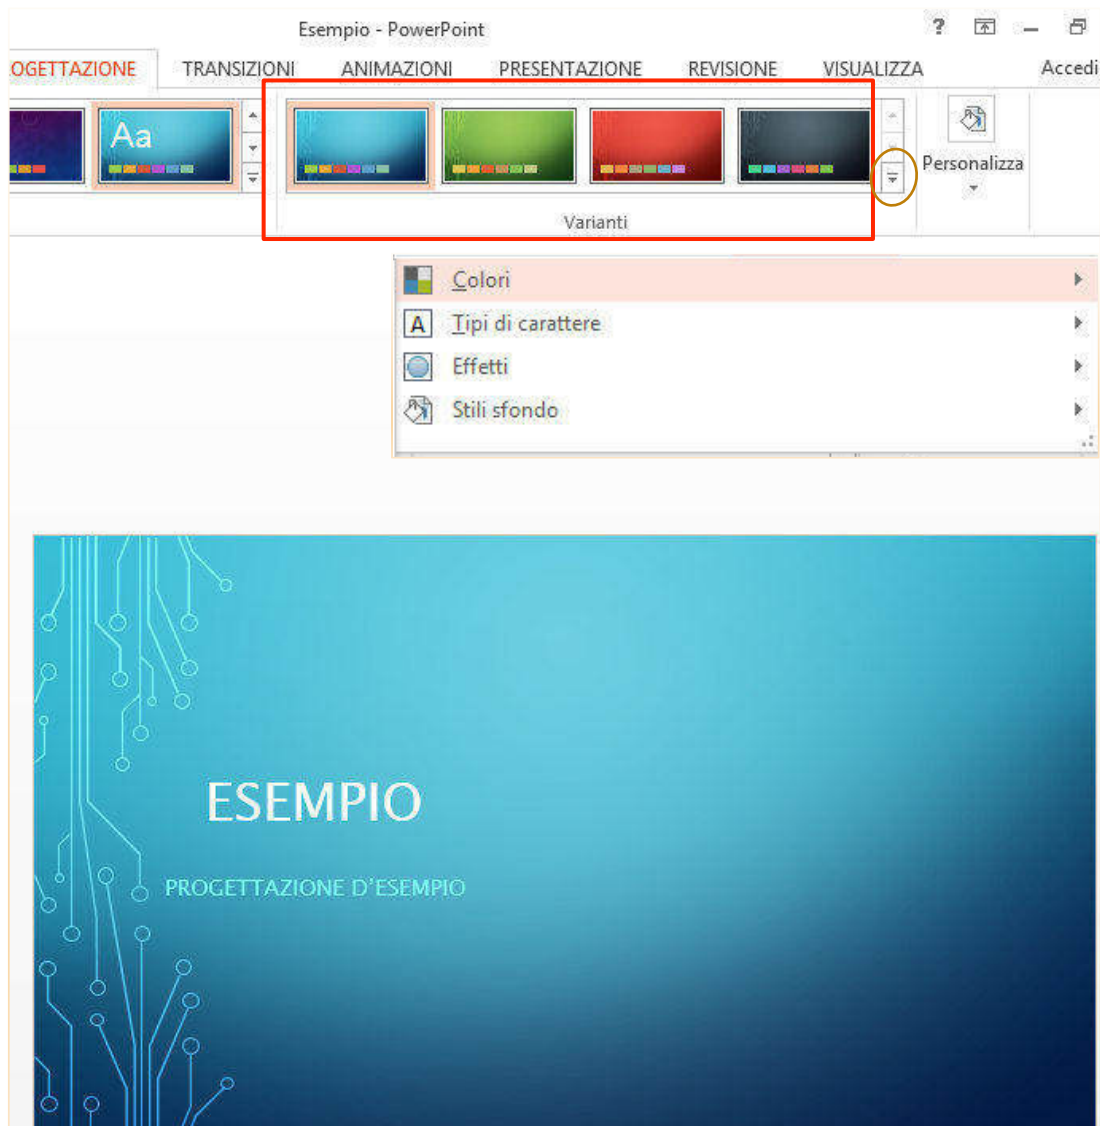 Esempio - PowerPoint ?
OGETTAZIONE TRANSIZIONI ANIMAZIONI PRESENTAZIONE REVISIONE VISUALIZZA Accedi
Aa
Personalizza
Varianti
Colori
A Tipi di carattere
Effetti
Stili sfondo
ESEMPIO
PROGETTAZIONE D'ESEMPIO